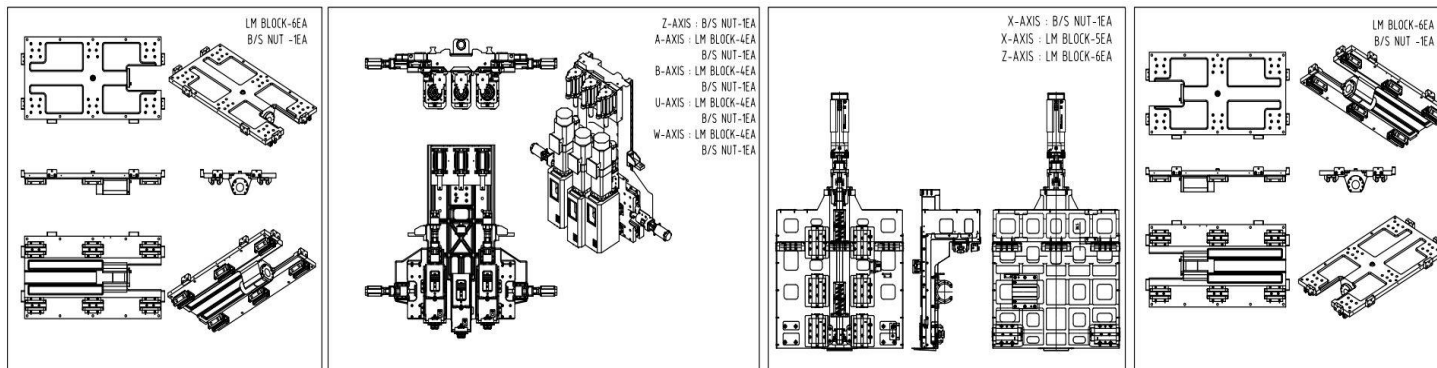 LM BLOCK-6EA
B/S NUT -1EA
Z-AXIS : B/S NUT-1EA
A-AXIS : LM BLOCK-4EA
B/S NUT-1EA
B-AXIS : LM BLOCK-4EA
B/S NUT-1EA
U-AXIS : LM BLOCK-4EA
B/S NUT-1EA
W-AXIS : LM BLOCK-4EA
B/S NUT-1EA
X-AXIS : B/S NUT-1EA
X-AXIS : LM BLOCK-5EA
Z-AXIS : LM BLOCK-6EA
LM BLOCK-6EA
B/S NUT -1EA